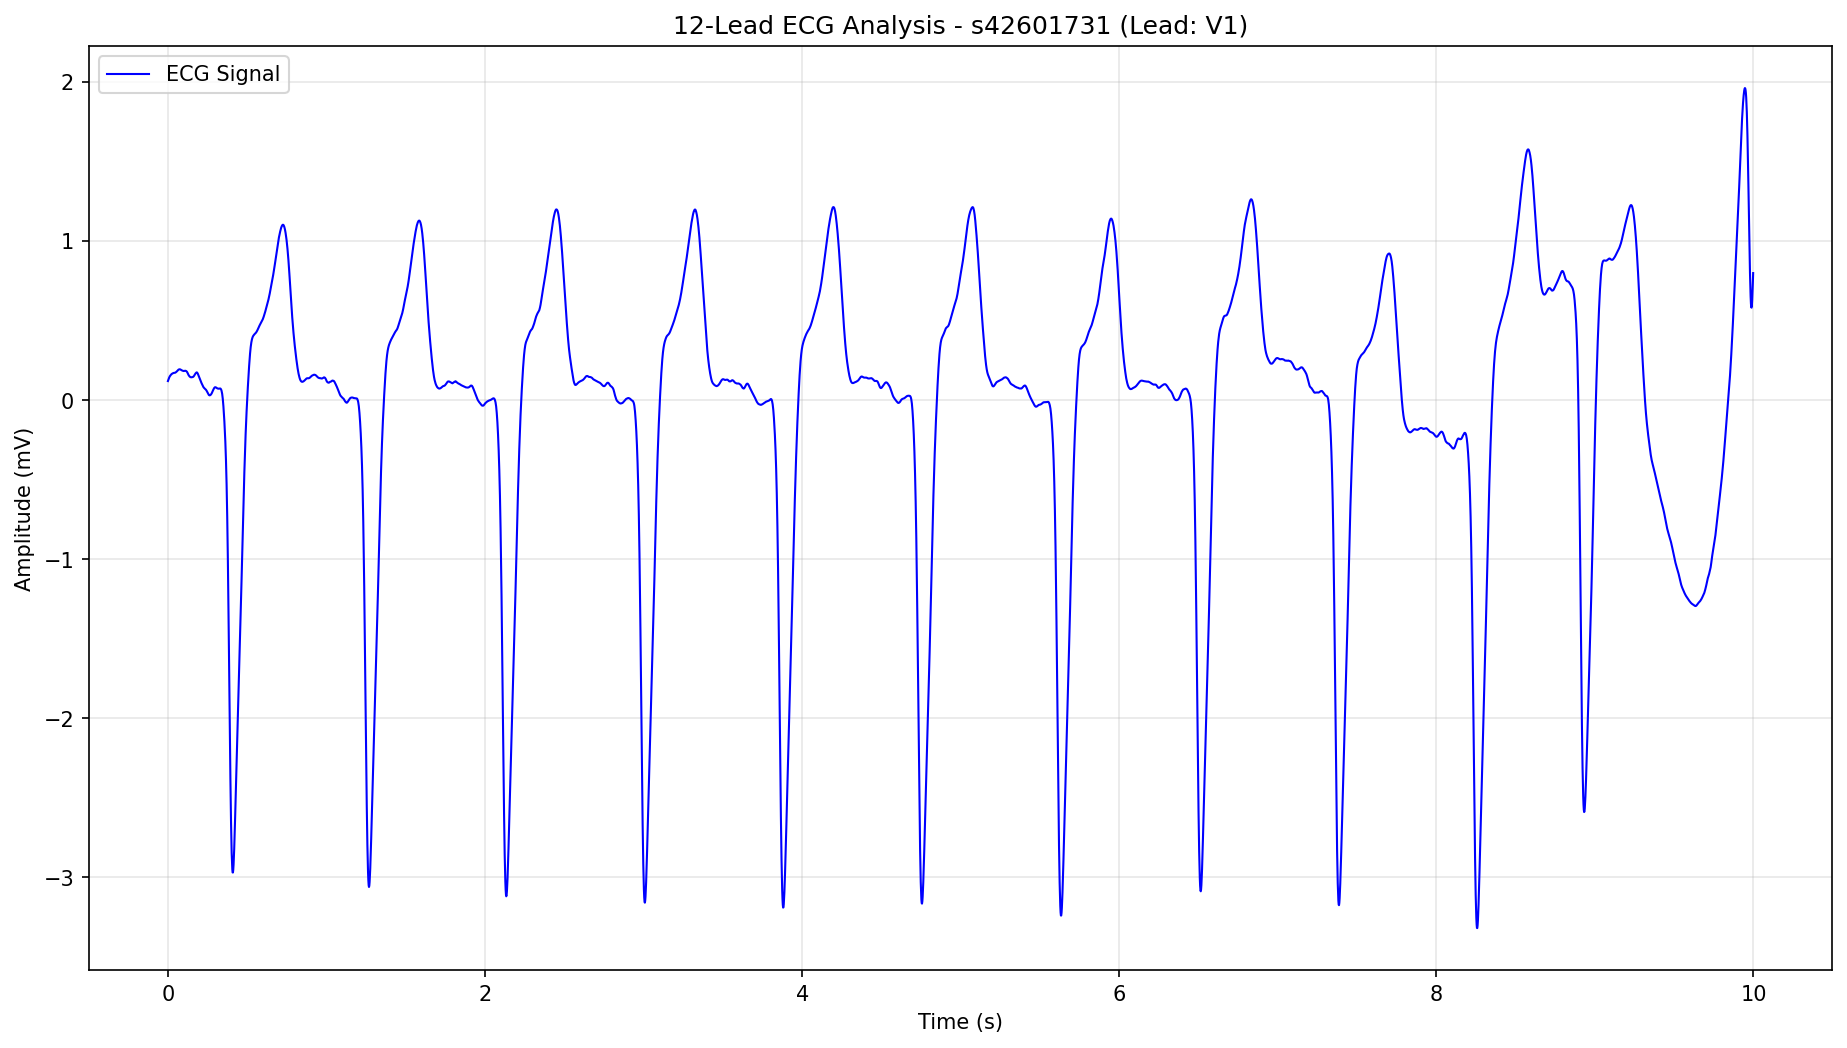 12-Lead ECG Analysis - s42601731 (Lead: V1)
ECG Signal
2
1
0
−1
−2
−3
Amplitude (mV)
0 2 4 6 8 10
Time (s)